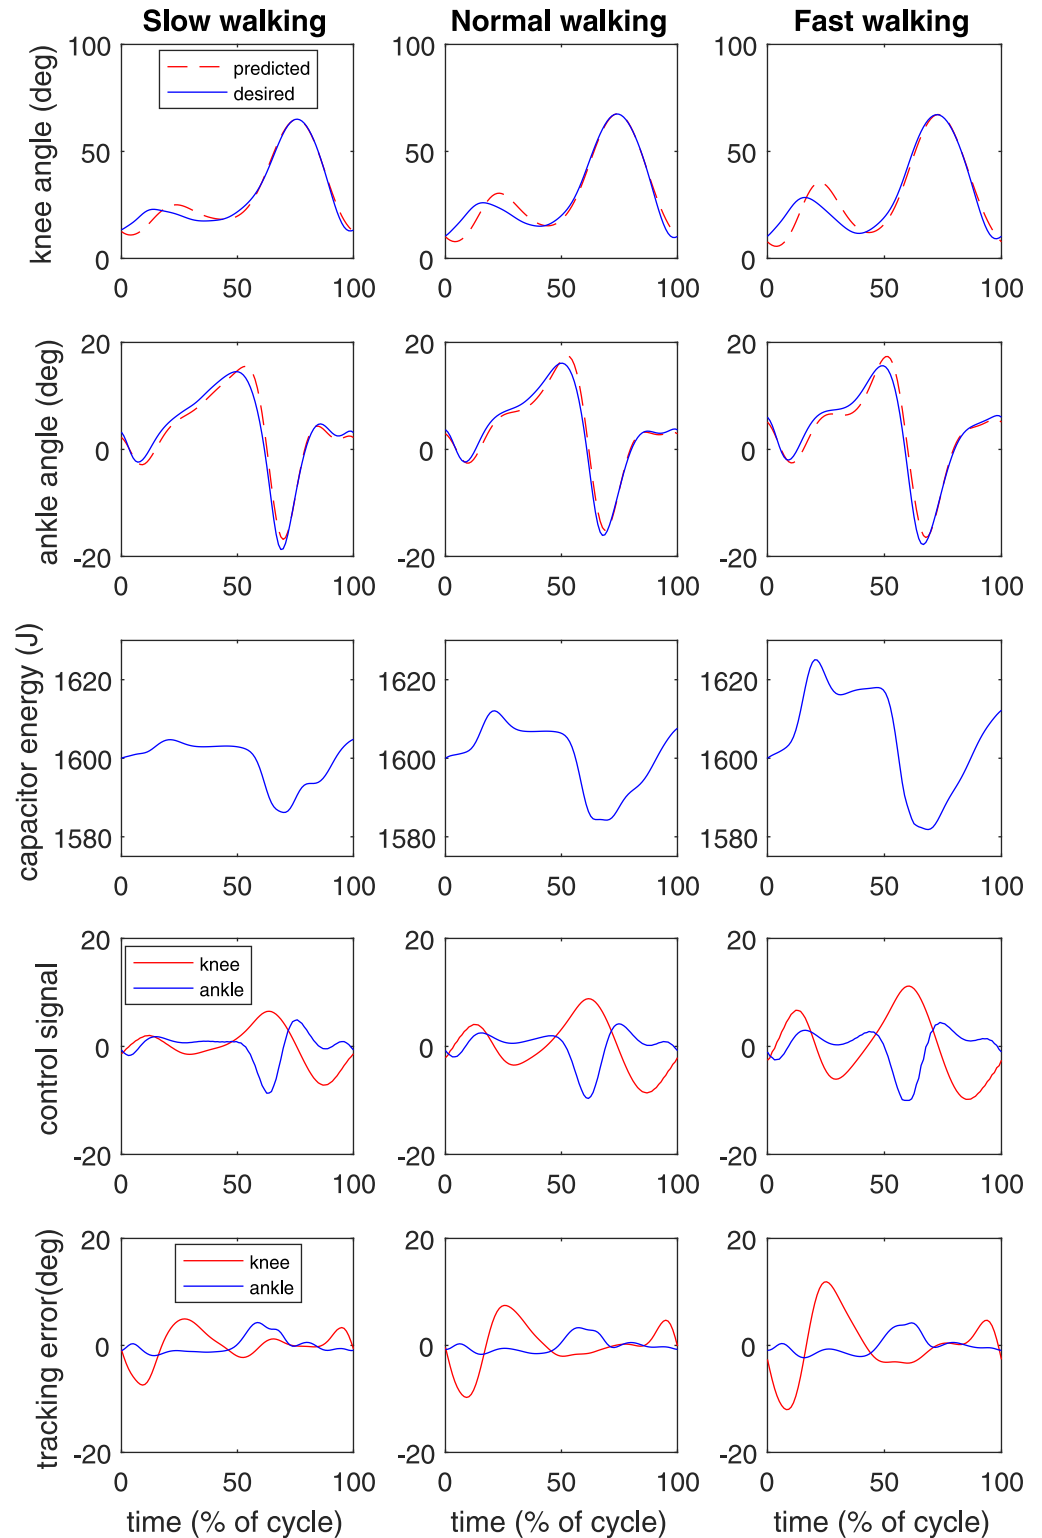 Slow walking Normal walking Fast walking
knee angle (deg)
100 100 100
50 50 50
0 0 0
predicted
desired
0 50 100 0 50 100 0 50 100
ankle angle (deg)
20 20 20
0 0 0
-20 -20 -20
0 50 100 0 50 100 0 50 100
capacitor energy (J)
1620 1620 1620
1600 1600 1600
1580 1580 1580
0 50 100 0 50 100 0 50 100
control signal
20 20 20
0 0 0
-20 -20 -20
knee
ankle
0 50 100 0 50 100 0 50 100
tracking error(deg)
20 20 20
0 0 0
-20 -20 -20
knee
ankle
0 50 100 0 50 100 0 50 100
time (% of cycle) time (% of cycle) time (% of cycle)